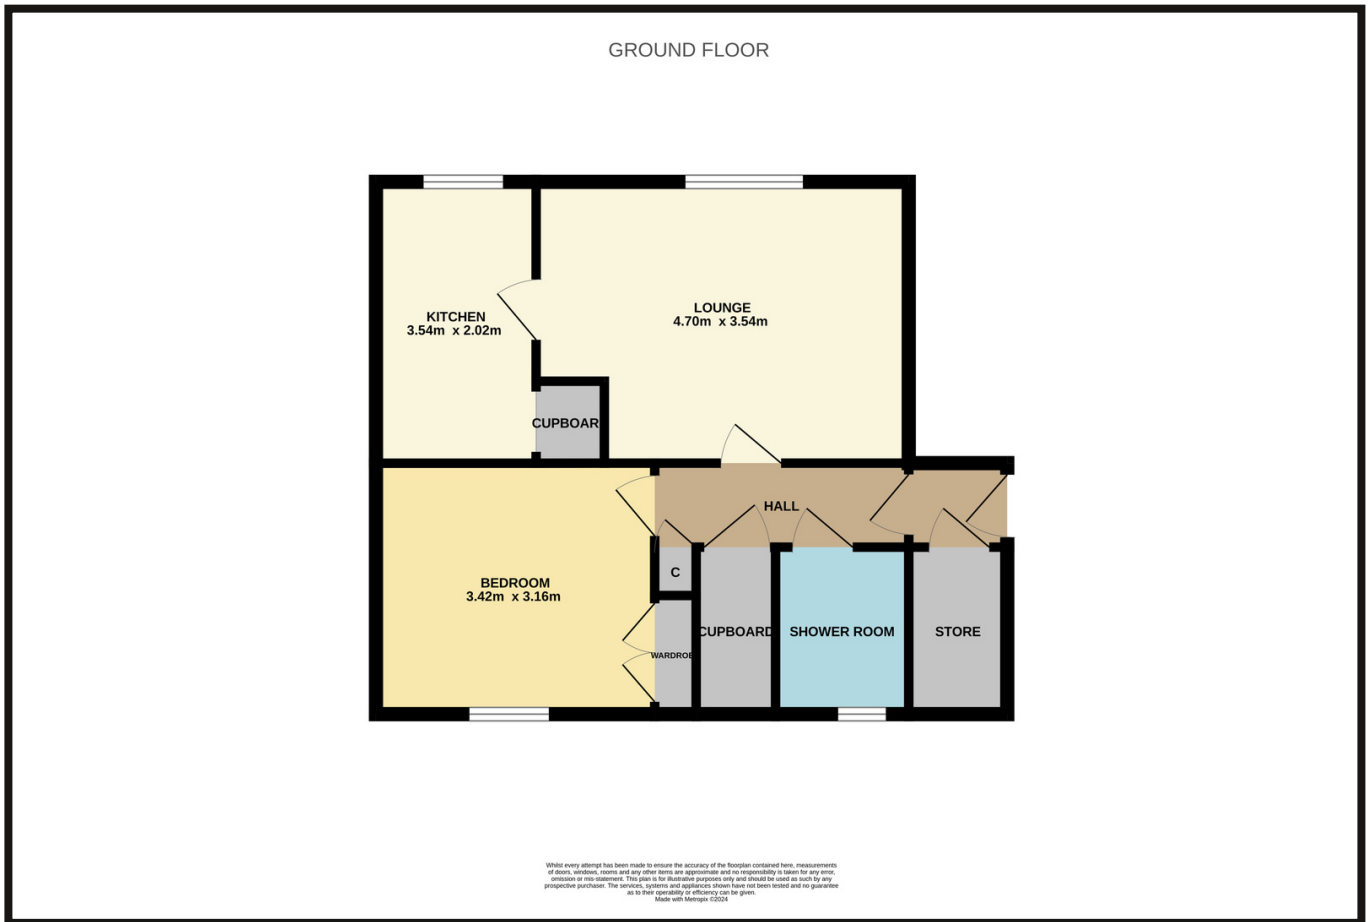 GROUND FLOOR
KITCHEN
3.54m x 2.02m
LOUNGE
4.70m x 3.54m
CUPBOAR
HALL
BEDROOM
3.42m x 3.16m
C
WARDROBE
CUPBOARD
SHOWER ROOM
STORE
Whilst every attempt has been made to ensure the accuracy of the floorplan contained here, measurements
of doors, windows, rooms and any other items are approximate and no responsibility is taken for any error,
omission or mis-statement. This plan is for illustrative purposes only and should be used as such by any
prospective purchaser. The services, systems and appliances shown have not been tested and no guarantee
as to their operability or efficiency can be given.
Made with Metropix ©2024